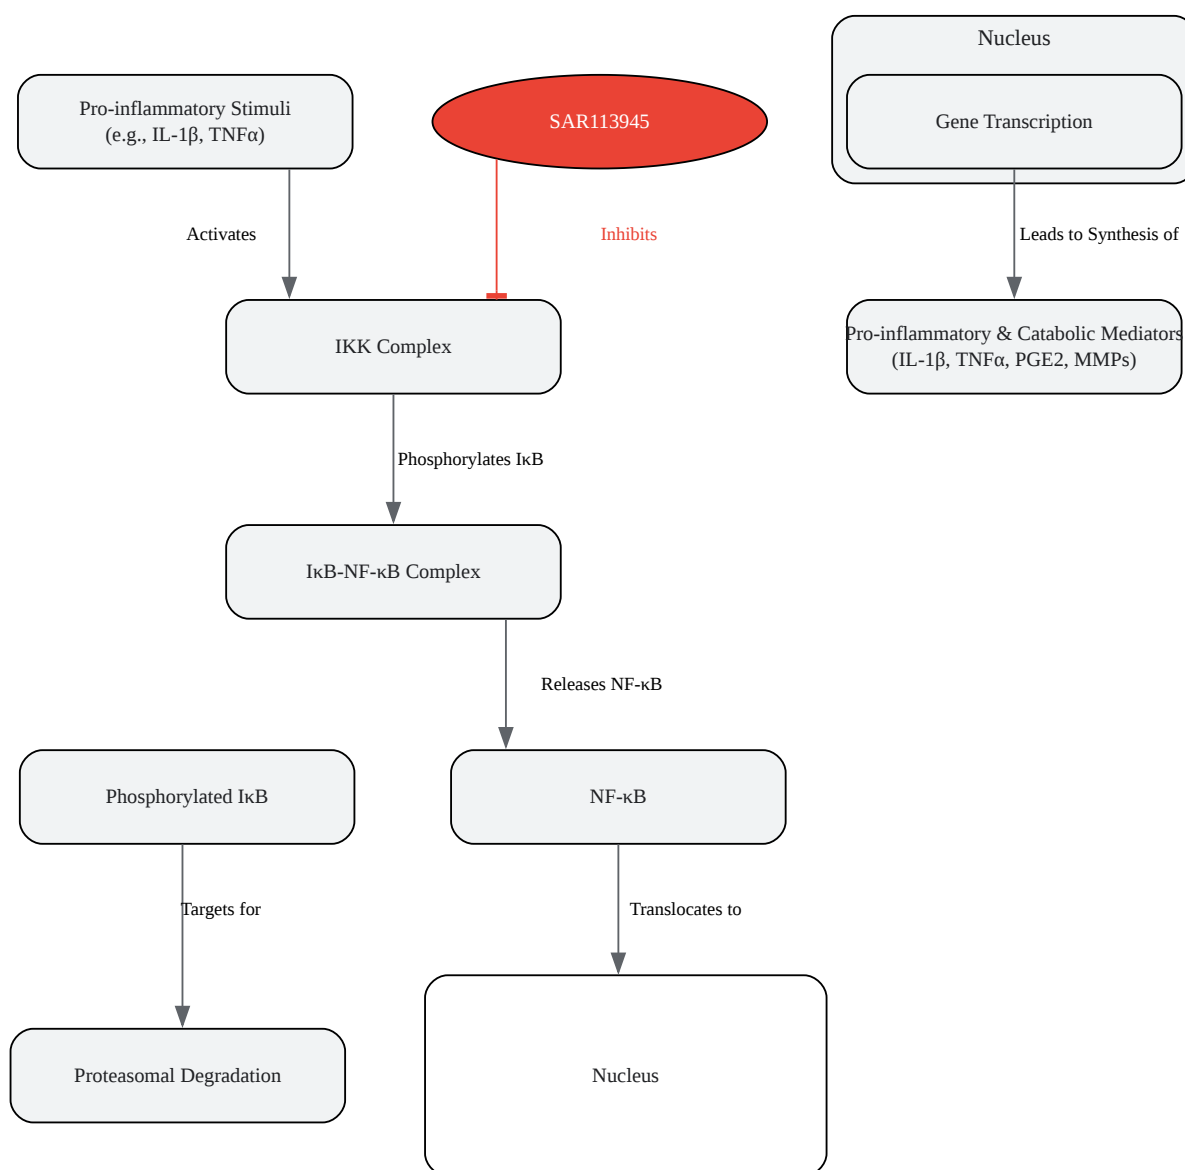 Nucleus
Pro-inflammatory Stimuli
(e.g., IL-1β, TNFα)
SAR113945
Gene Transcription
Activates
Inhibits
Leads to Synthesis of
IKK Complex
Pro-inflammatory & Catabolic Mediators
(IL-1β, TNFα, PGE2, MMPs)
Phosphorylates IκB
IκB-NF-κB Complex
Releases NF-κB
Phosphorylated IκB
NF-κB
Targets for
Translocates to
Proteasomal Degradation
Nucleus